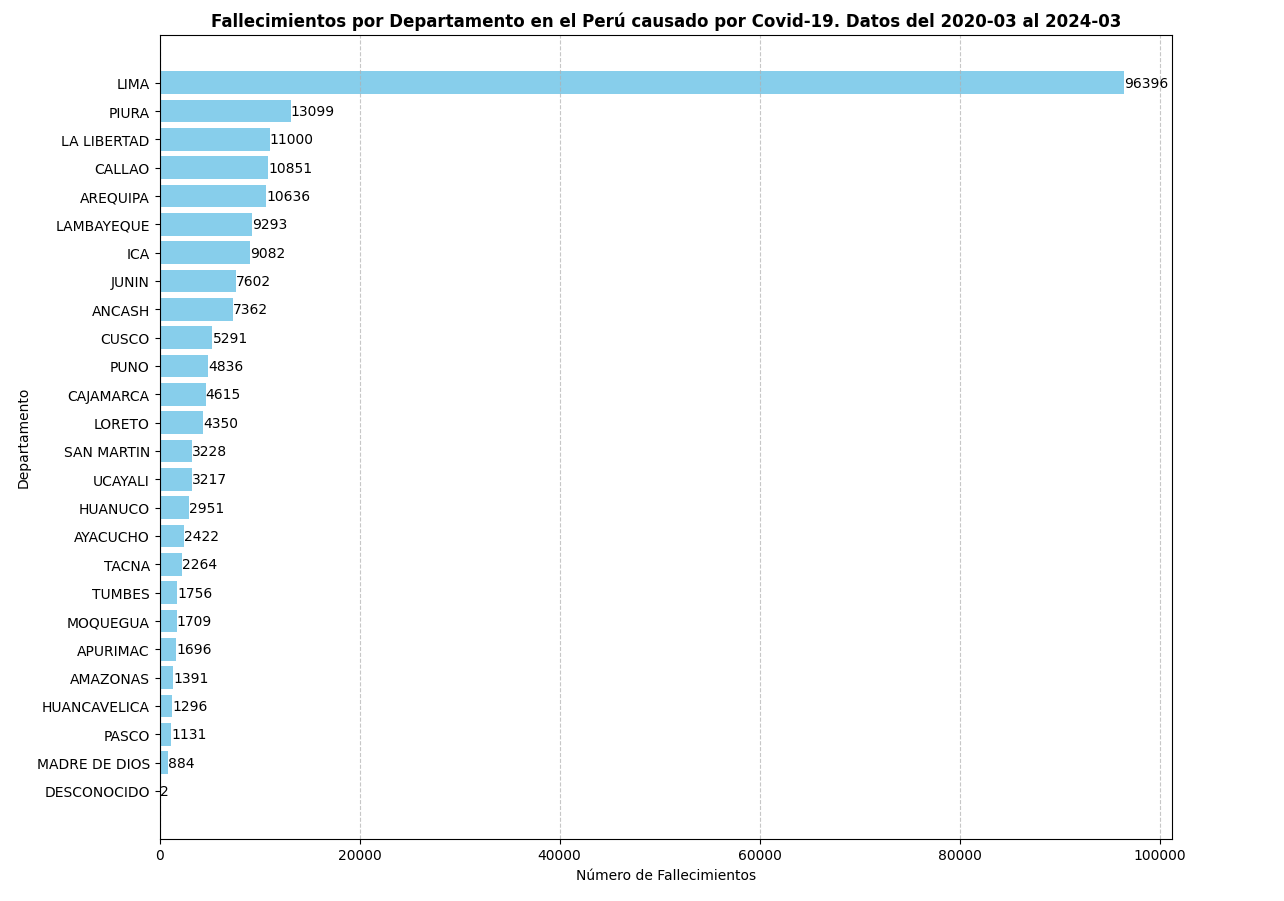 Fallecimientos por Departamento en el Perú causado por Covid-19. Datos del 2020-03 al 2024-03
LIMA 96396
PIURA 13099
LA LIBERTAD 11000
CALLAO 10851
AREQUIPA 10636
LAMBAYEQUE 9293
ICA 9082
JUNIN 7602
ANCASH 7362
CUSCO 5291
PUNO 4836
CAJAMARCA 4615
LORETO 4350
SAN MARTIN 3228
UCAYALI 3217
HUANUCO 2951
AYACUCHO 2422
TACNA 2264
TUMBES 1756
MOQUEGUA 1709
APURIMAC 1696
AMAZONAS 1391
HUANCAVELICA 1296
PASCO 1131
MADRE DE DIOS 884
DESCONOCIDO 2
Departamento
0 20000 40000 60000 80000 100000
Número de Fallecimientos